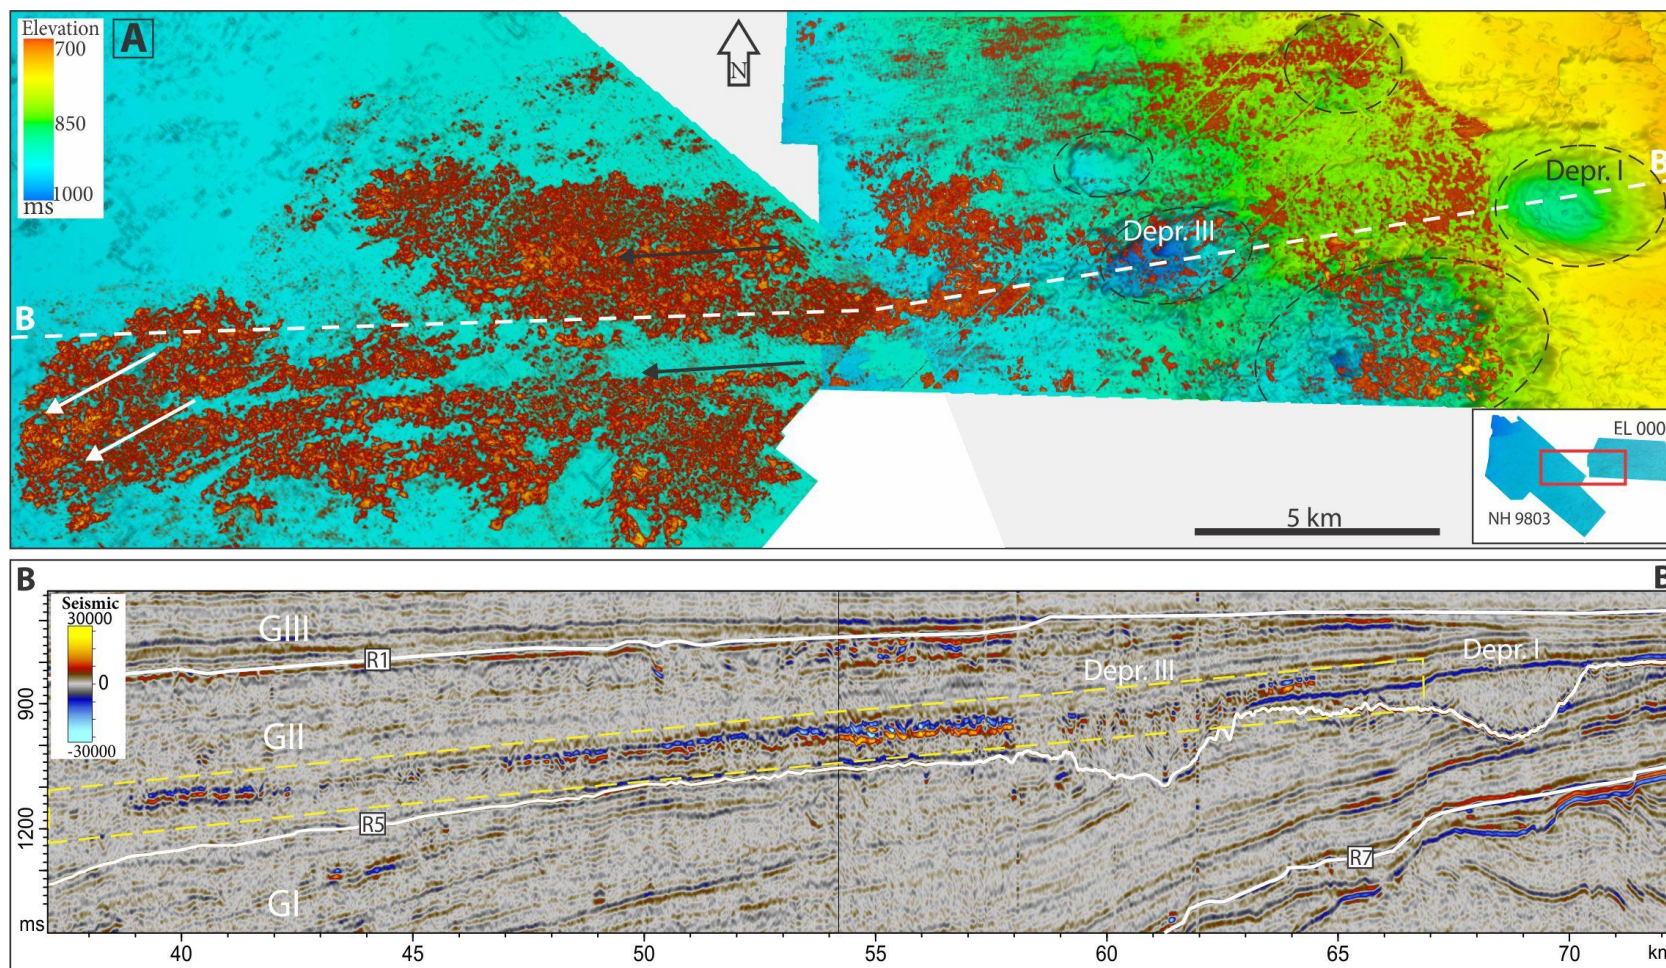 Elevation
700
850
1000
ms
A
N
Depr. I
B
Depr. III
B
5 km
EL 000
NH 9803
B
B
Seismic
30000
0
-30000
GIII
R1
Depr. III
Depr. I
900
GII
1200
R5
R7
GI
ms
40
45
50
55
60
65
70
km